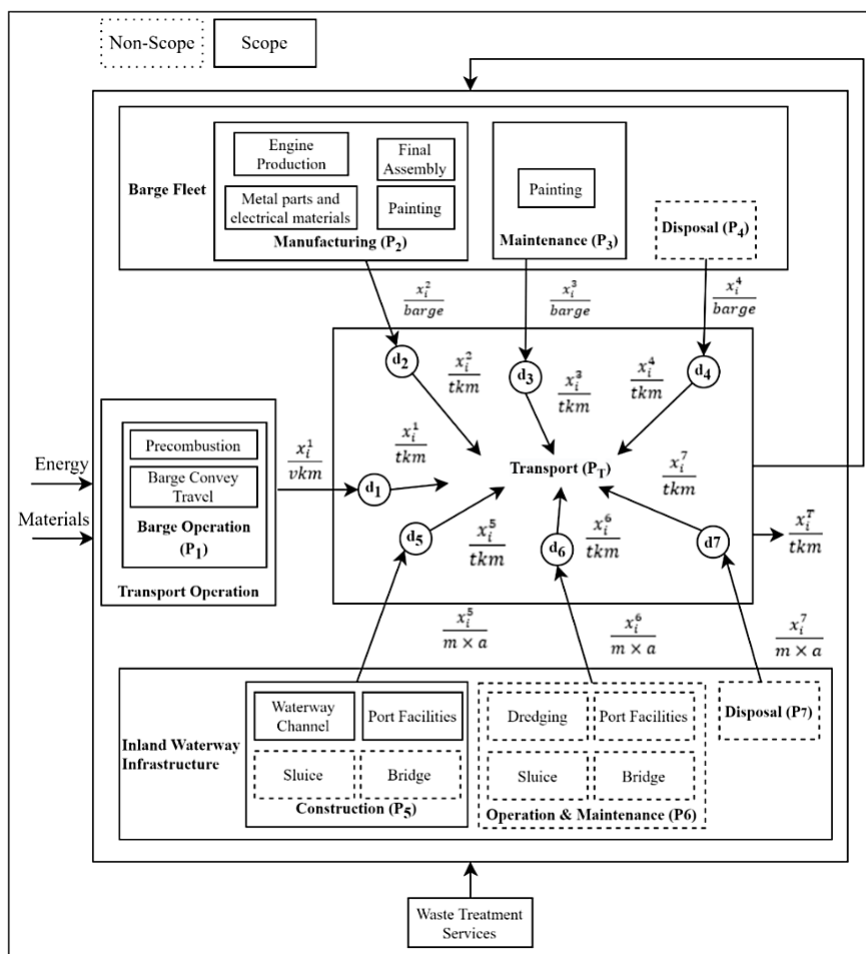 Non-Scope
Scope
Engine
Production
Final
Assembly
Metal parts and
electrical materials
Painting
Manufacturing (P2)
Barge Fleet
Painting
Maintenance (P3)
Disposal (P4)
x_i^2/barge
x_i^3/barge
x_i^4/barge
d2
d3
d4
x_i^2/tkm
x_i^3/tkm
x_i^4/tkm
Energy
Materials
Precombustion
Barge Convey
Travel
Barge Operation
(P1)
Transport Operation
x_i^1/vkm
d1
x_i^1/tkm
Transport (PT)
x_i^7/tkm
d5
x_i^5/tkm
d6
x_i^6/tkm
d7
x_i^T/tkm
x_i^5/m × a
x_i^6/m × a
x_i^7/m × a
Inland Waterway
Infrastructure
Waterway
Channel
Port Facilities
Sluice
Bridge
Construction (P5)
Dredging
Port Facilities
Sluice
Bridge
Operation & Maintenance (P6)
Disposal (P7)
Waste Treatment
Services